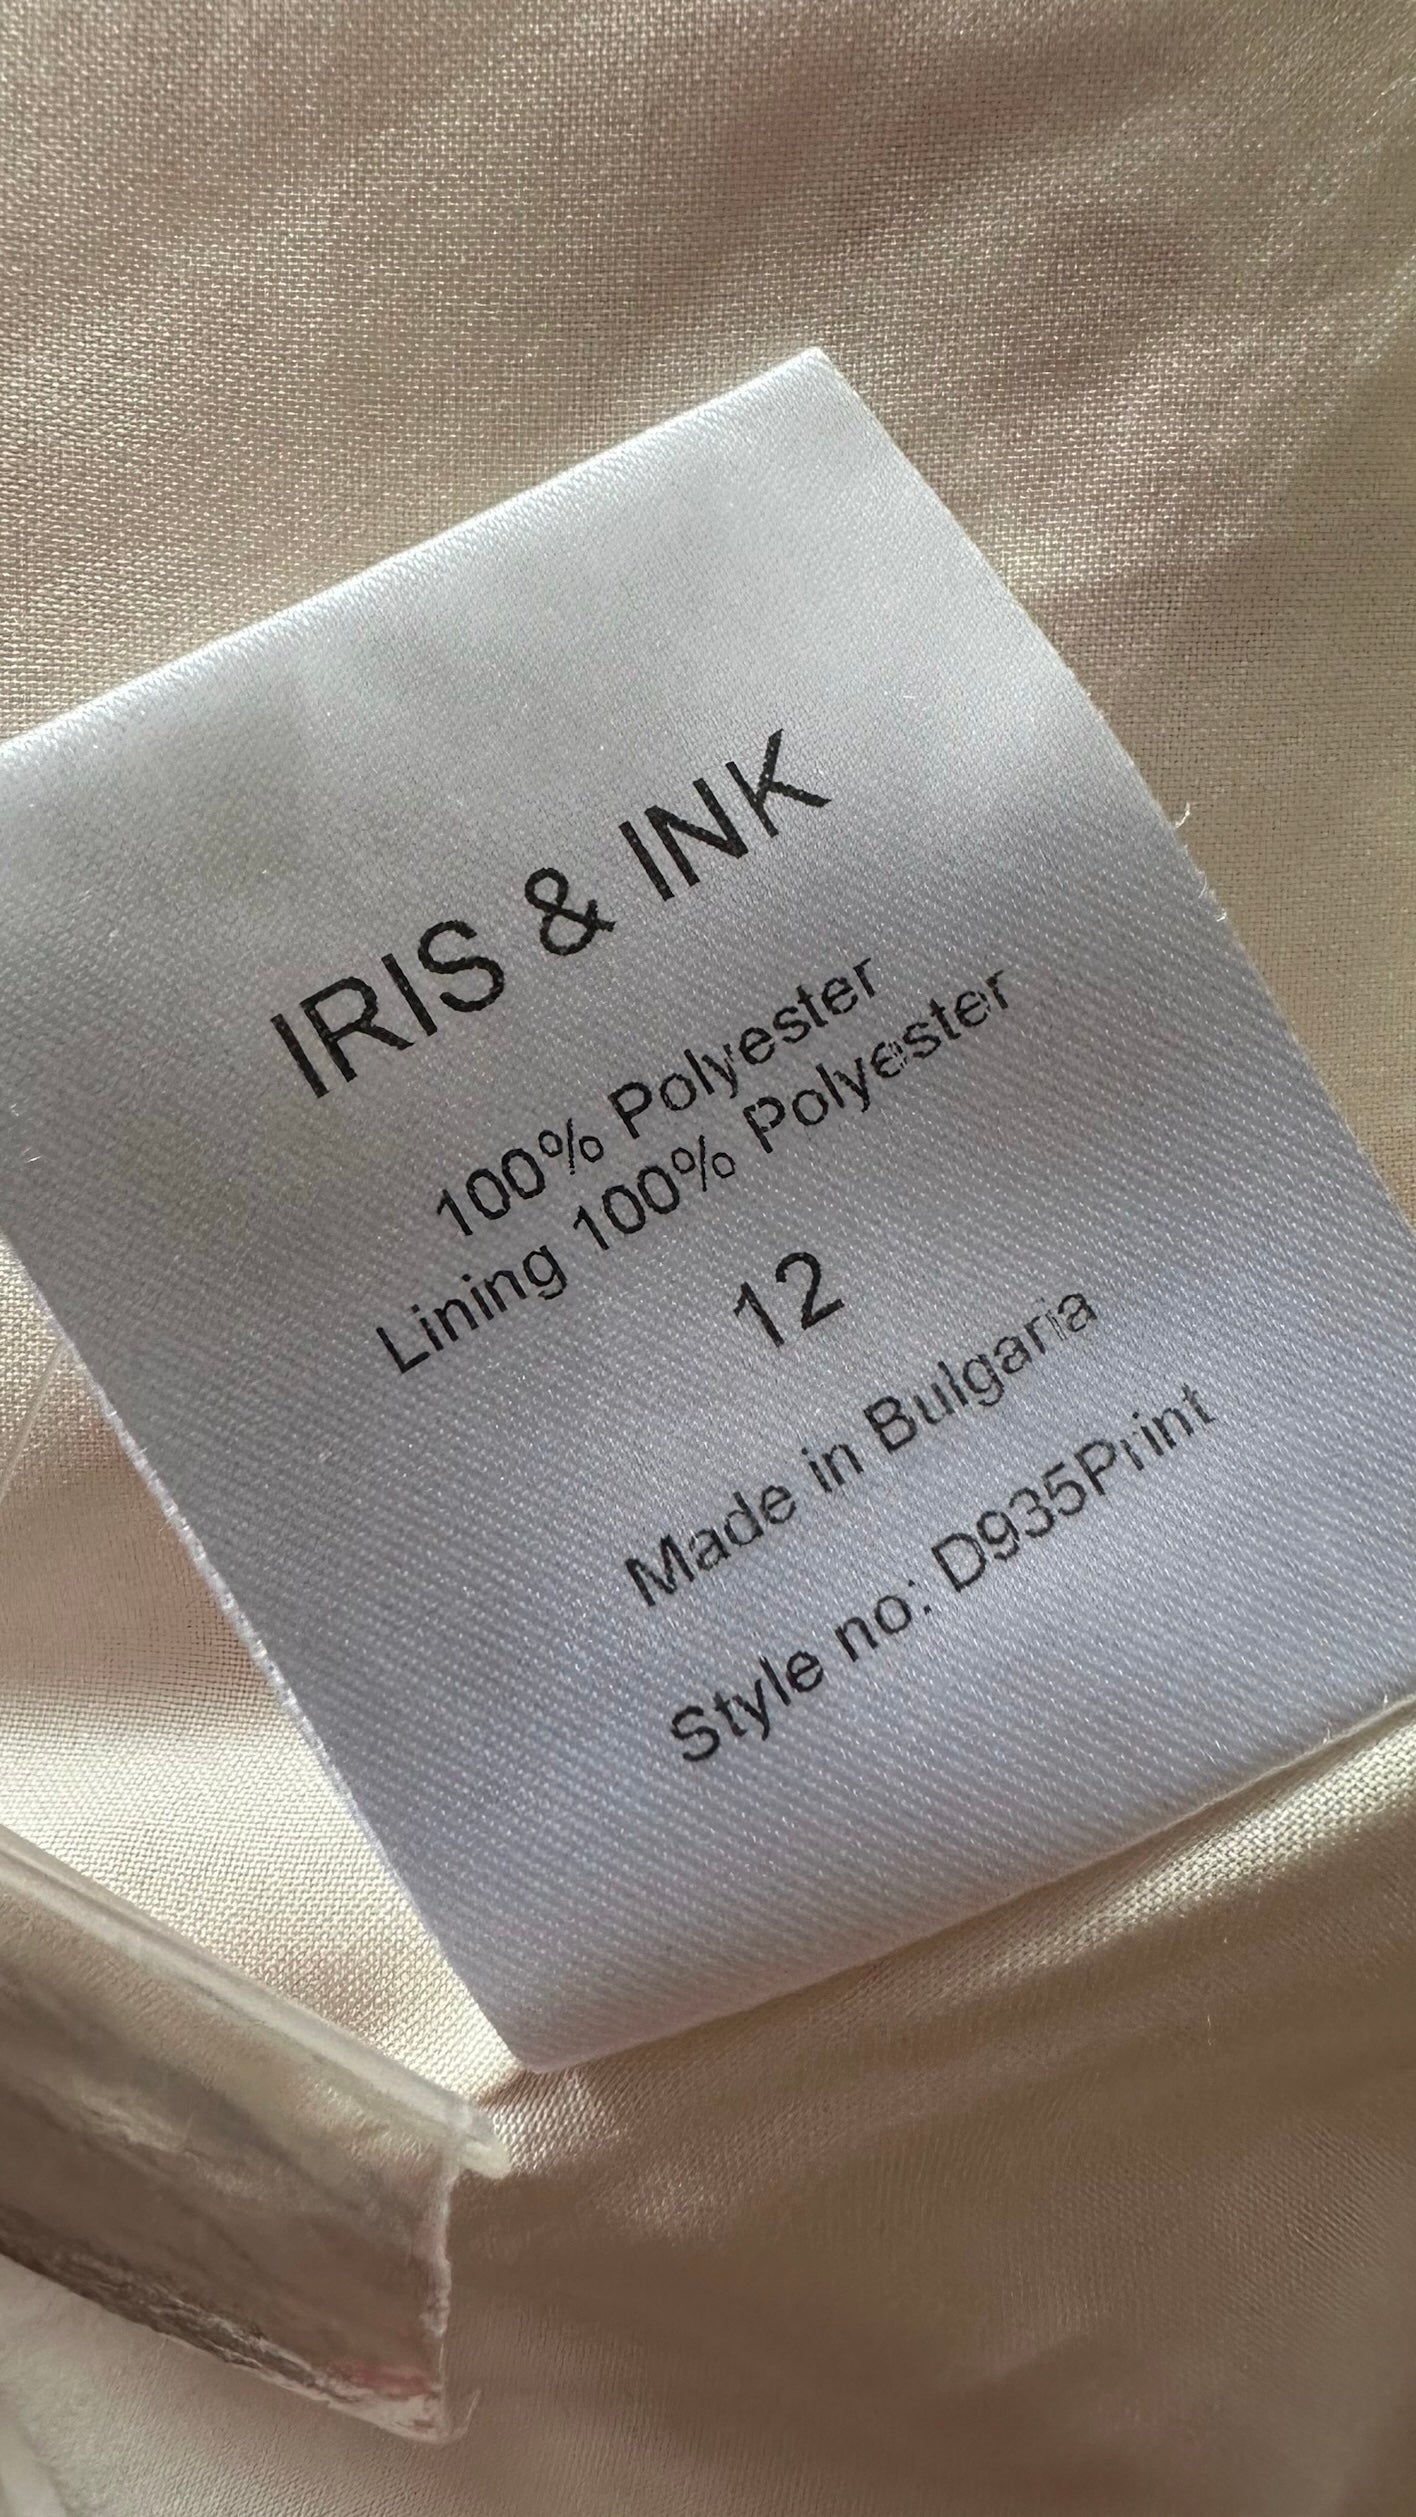 IRIS & INK
100% Polyester
Lining 100% Polyester
12
Made in Bulgaria
Style no: D935Print